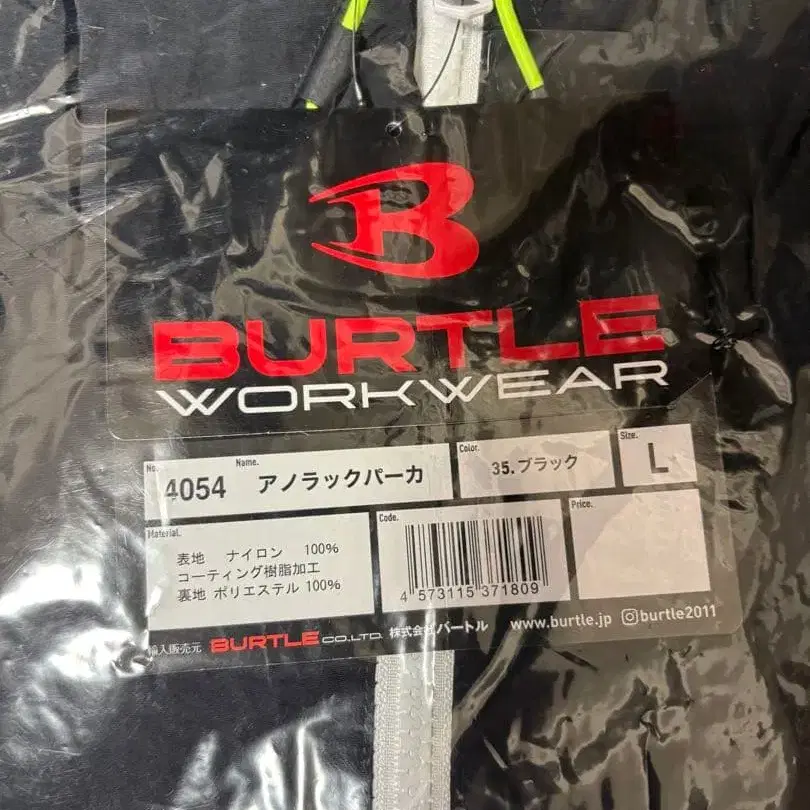 B
BURTLE
WORKWEAR
No. 4054 Name. アノラックパーカ Color. 35.ブラック Size. L
Material. Code. Price.
表地 ナイロン 100%
コーティング樹脂加工
裏地 ポリエステル 100%
4 573115 371809
輸入販売元 BURTLE CO.LTD. 株式会社バートル www.burtle.jp burtle2011